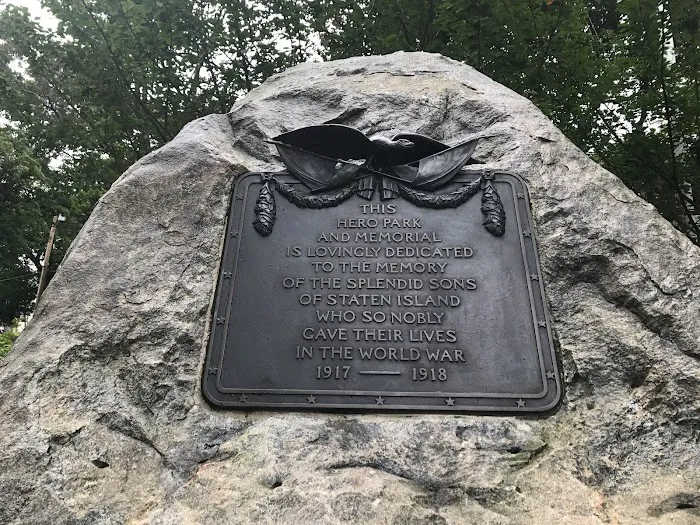 THIS
HERO PARK
AND MEMORIAL
IS LOVINGLY DEDICATED
TO THE MEMORY
OF THE SPLENDID SONS
OF STATEN ISLAND
WHO SO NOBLY
GAVE THEIR LIVES
IN THE WORLD WAR
1917 — 1918